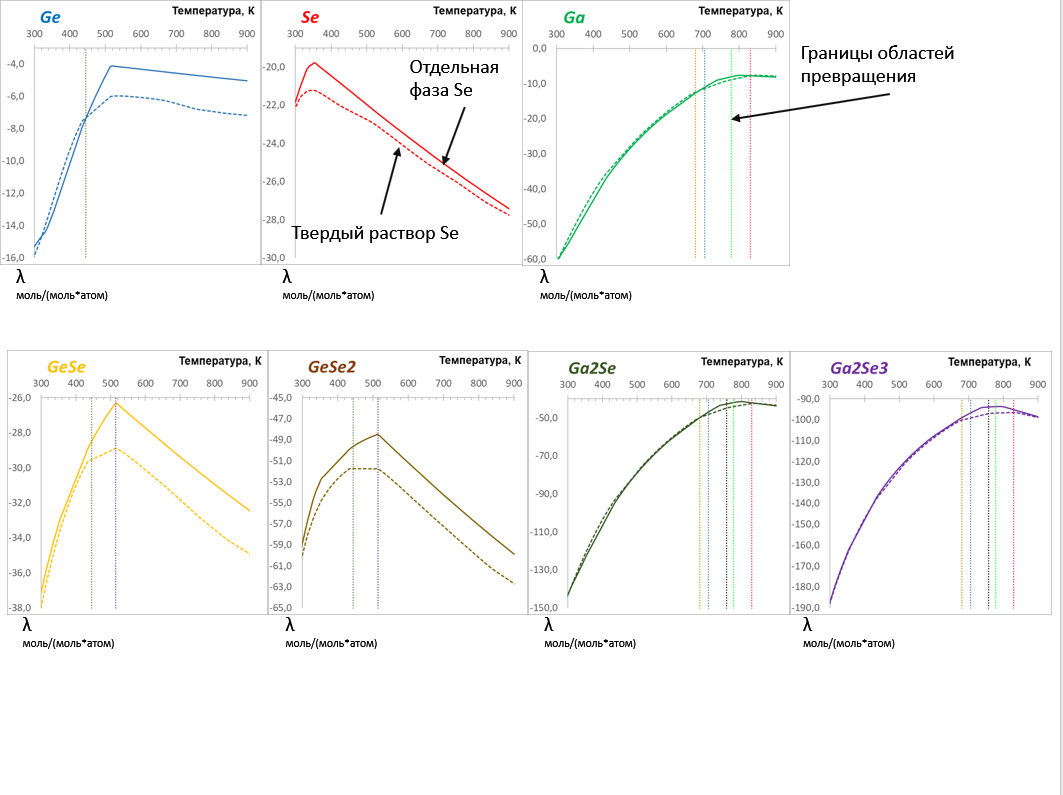 Ge
Температура, К
300 400 500 600 700 800 900
-4,0
-6,0
-8,0
-10,0
-12,0
-14,0
-16,0
λ
моль/(моль*атом)
Se
Температура, К
300 400 500 600 700 800 900
-20,0
-22,0
-24,0
-26,0
-28,0
-30,0
Отдельная
фаза Se
Твердый раствор Se
λ
моль/(моль*атом)
Ga
Температура, К
300 400 500 600 700 800 900
0,0
-10,0
-20,0
-30,0
-40,0
-50,0
-60,0
λ
моль/(моль*атом)
Границы областей
превращения
GeSe
Температура, К
300 400 500 600 700 800 900
-26,0
-28,0
-30,0
-32,0
-34,0
-36,0
-38,0
λ
моль/(моль*атом)
GeSe2
Температура, К
300 400 500 600 700 800 900
-45,0
-47,0
-49,0
-51,0
-53,0
-55,0
-57,0
-59,0
-61,0
-63,0
-65,0
λ
моль/(моль*атом)
Ga2Se
Температура, К
300 400 500 600 700 800 900
-50,0
-70,0
-90,0
-110,0
-130,0
-150,0
λ
моль/(моль*атом)
Ga2Se3
Температура, К
300 400 500 600 700 800 900
-90,0
-100,0
-110,0
-120,0
-130,0
-140,0
-150,0
-160,0
-170,0
-180,0
-190,0
λ
моль/(моль*атом)